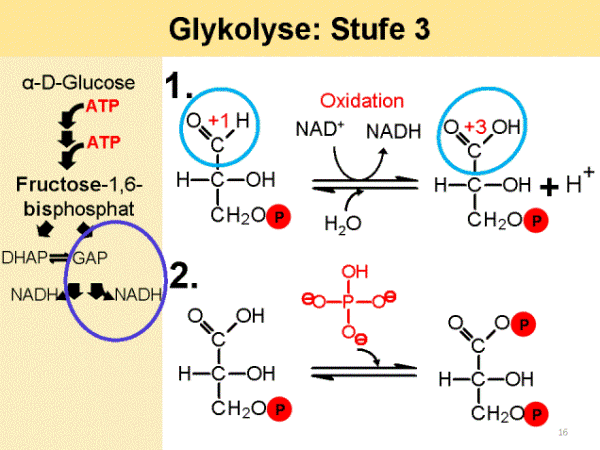 Glykolyse: Stufe 3
α-D-Glucose
ATP
ATP
Fructose-1,6-
bisphosphat
DHAP GAP
NADH NADH
1.
Oxidation
NAD⁺ NADH
H₂O
O +1 H
C
H–C–OH
CH₂O P
O +3 OH
C
H–C–OH + H⁺
CH₂O P
2.
O OH
C
H–C–OH
CH₂O P
OH
⊖O–P–O⊖
O⊖
O O P
C
H–C–OH
CH₂O P
16